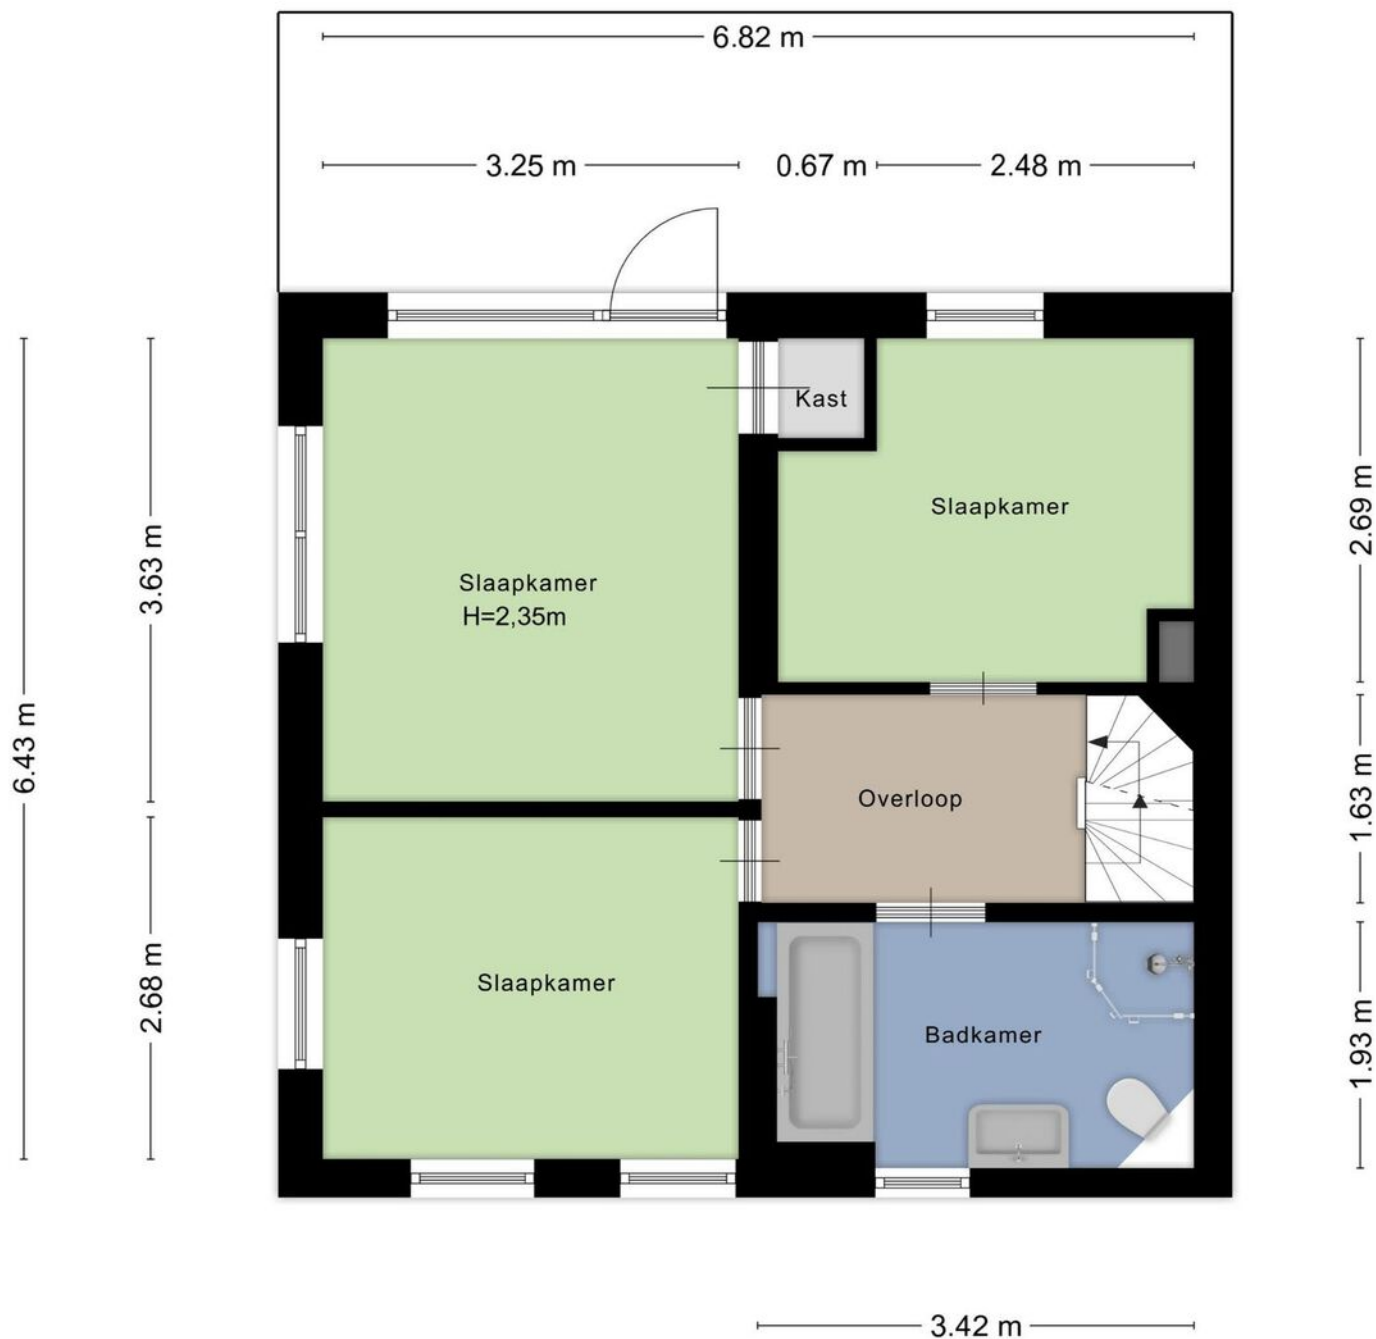 6.82 m
3.25 m
0.67 m
2.48 m
Kast
Slaapkamer
2.69 m
3.63 m
Slaapkamer
H=2,35m
6.43 m
Overloop
1.63 m
2.68 m
Slaapkamer
Badkamer
1.93 m
3.42 m